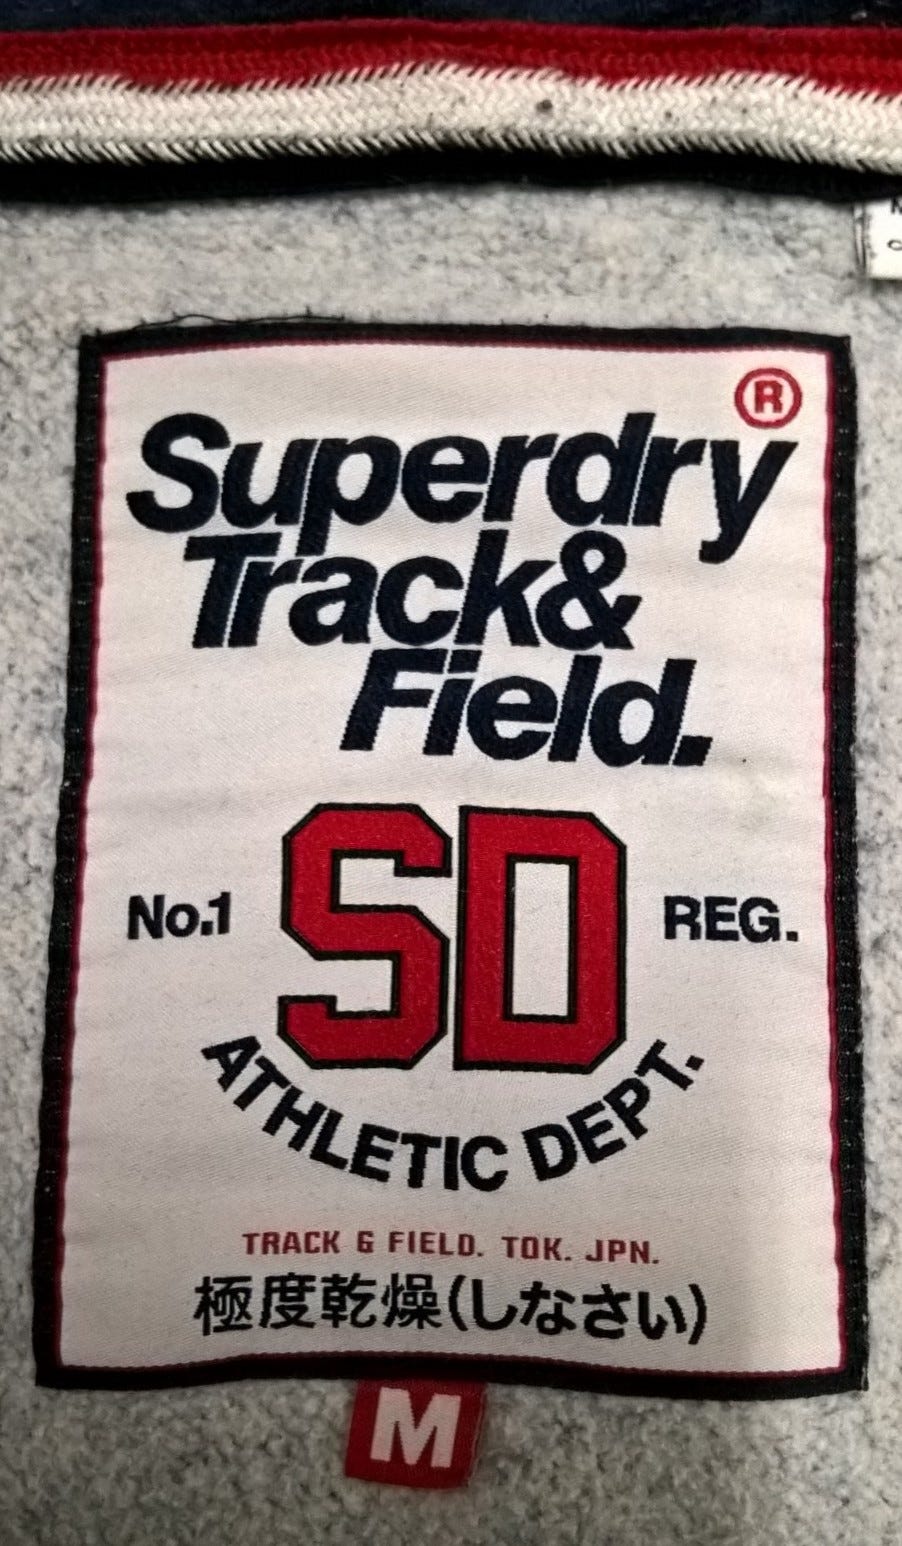 ®
Superdry
Track&
Field.
No.1 SD REG.
ATHLETIC DEPT.
TRACK & FIELD. TOK. JPN.
極度乾燥(しなさい)
M